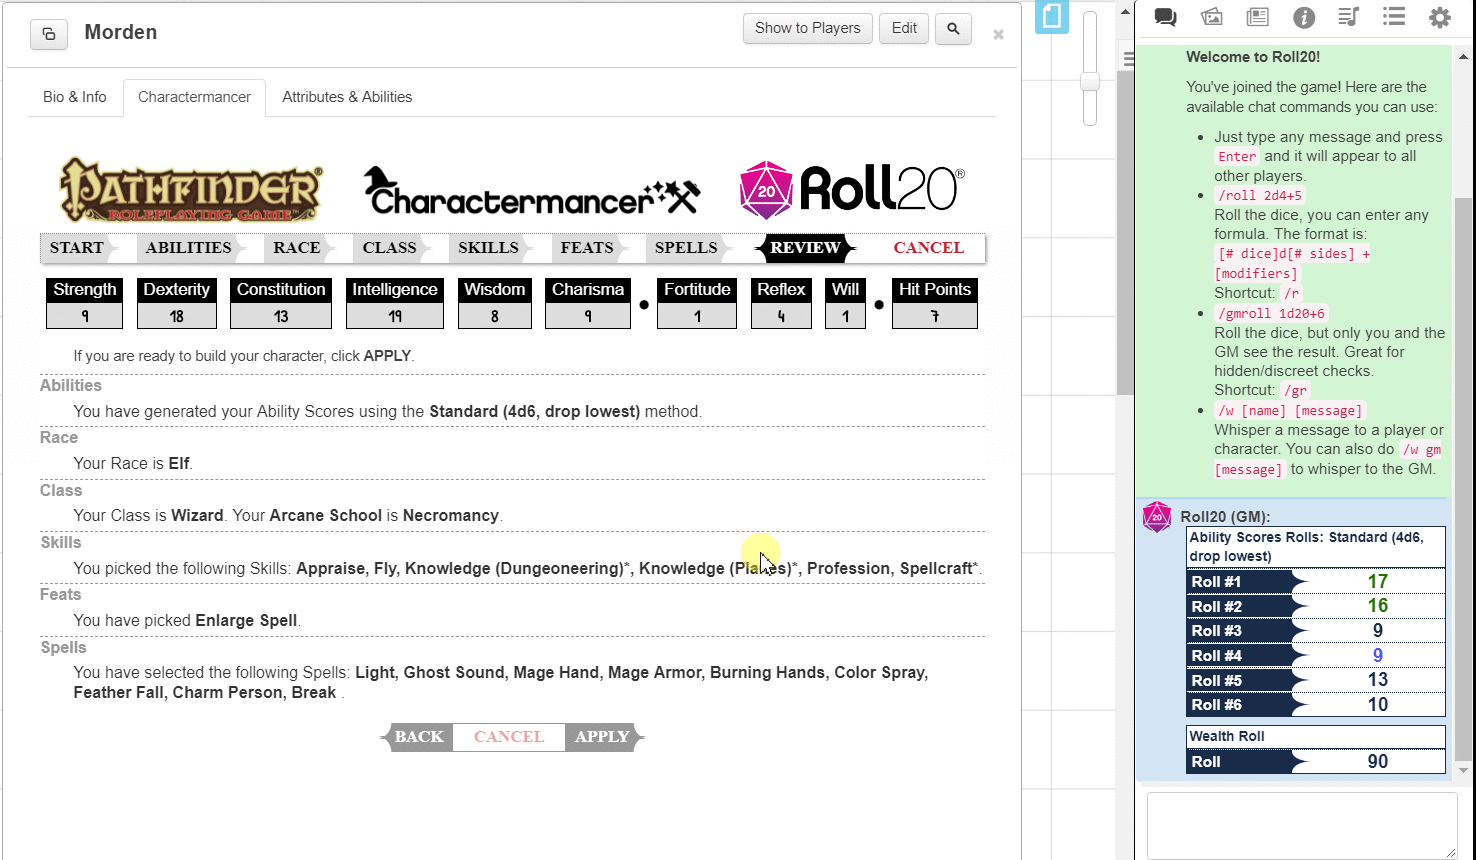 Morden
Show to Players
Edit
Bio & Info
Charactermancer
Attributes & Abilities
PATHFINDER®
ROLEPLAYING GAME
Charactermancer
20
Roll20®
START
ABILITIES
RACE
CLASS
SKILLS
FEATS
SPELLS
REVIEW
CANCEL
Strength Dexterity Constitution Intelligence Wisdom Charisma Fortitude Reflex Will Hit Points
9 18 13 19 8 9 1 4 1 7
If you are ready to build your character, click APPLY.
Abilities
You have generated your Ability Scores using the Standard (4d6, drop lowest) method.
Race
Your Race is Elf.
Class
Your Class is Wizard. Your Arcane School is Necromancy.
Skills
You picked the following Skills: Appraise, Fly, Knowledge (Dungeoneering)*, Knowledge (Planes)*, Profession, Spellcraft*.
Feats
You have picked Enlarge Spell.
Spells
You have selected the following Spells: Light, Ghost Sound, Mage Hand, Mage Armor, Burning Hands, Color Spray,
Feather Fall, Charm Person, Break .
BACK
CANCEL
APPLY
Welcome to Roll20!
You've joined the game! Here are the
available chat commands you can use:
• Just type any message and press
Enter and it will appear to all
other players.
• /roll 2d4+5
Roll the dice, you can enter any
formula. The format is:
[# dice]d[# sides] +
[modifiers]
Shortcut: /r
• /gmroll 1d20+6
Roll the dice, but only you and the
GM see the result. Great for
hidden/discreet checks.
Shortcut: /gr
• /w [name] [message]
Whisper a message to a player or
character. You can also do /w gm
[message] to whisper to the GM.
20
Roll20 (GM):
Ability Scores Rolls: Standard (4d6,
drop lowest)
Roll #1 17
Roll #2 16
Roll #3 9
Roll #4 9
Roll #5 13
Roll #6 10
Wealth Roll
Roll 90